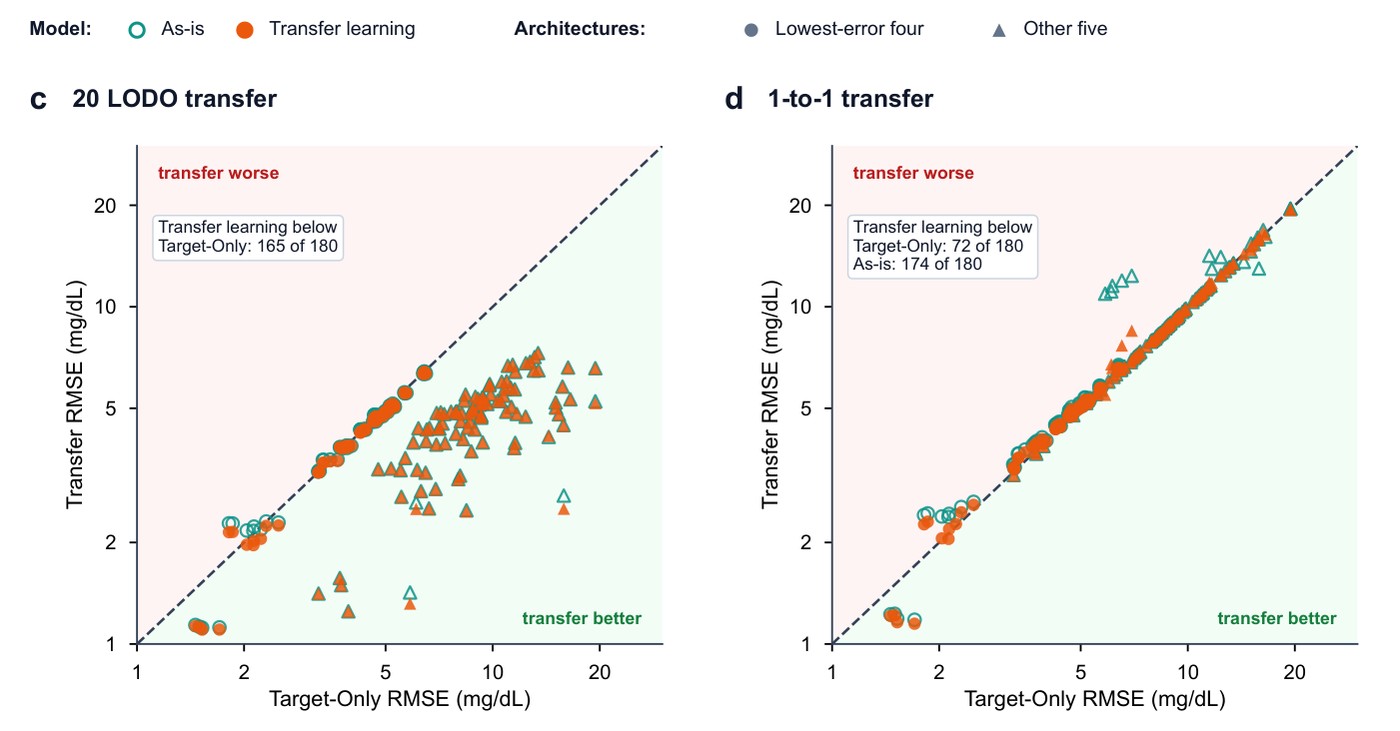 Model: As-is Transfer learning Architectures: Lowest-error four Other five
c 20 LODO transfer
transfer worse
Transfer learning below
Target-Only: 165 of 180
20
10
5
2
1
Transfer RMSE (mg/dL)
transfer better
1 2 5 10 20
Target-Only RMSE (mg/dL)
d 1-to-1 transfer
transfer worse
Transfer learning below
Target-Only: 72 of 180
As-is: 174 of 180
20
10
5
2
1
Transfer RMSE (mg/dL)
transfer better
1 2 5 10 20
Target-Only RMSE (mg/dL)